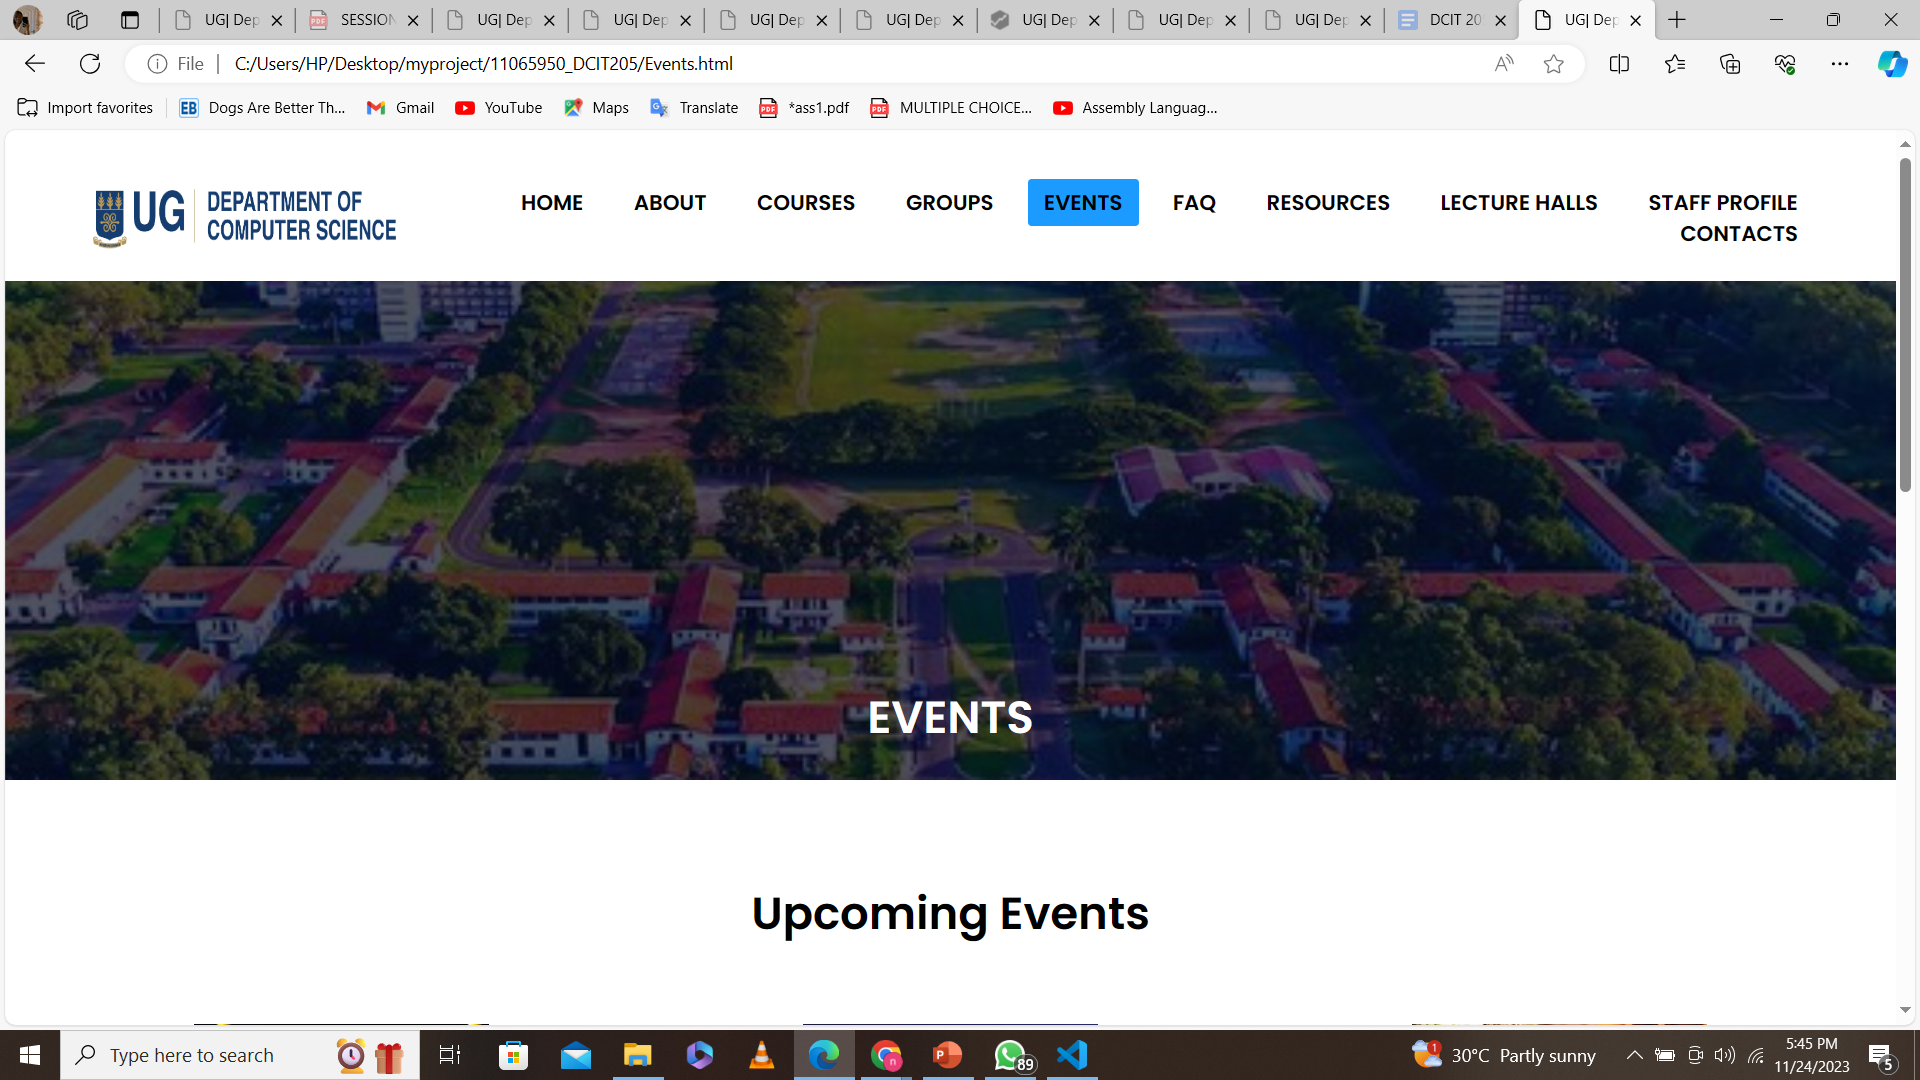 UG| Dep
SESSION
UG| Dep
UG| Dep
UG| Dep
UG| Dep
UG| Dep
UG| Dep
UG| Dep
DCIT 20
UG| Dep
File
C:/Users/HP/Desktop/myproject/11065950_DCIT205/Events.html
Import favorites
Dogs Are Better Th...
Gmail
YouTube
Maps
Translate
*ass1.pdf
MULTIPLE CHOICE...
Assembly Languag...
UG
DEPARTMENT OF
COMPUTER SCIENCE
HOME
ABOUT
COURSES
GROUPS
EVENTS
FAQ
RESOURCES
LECTURE HALLS
STAFF PROFILE
CONTACTS
EVENTS
Upcoming Events
Type here to search
89
1
30°C Partly sunny
5:45 PM
11/24/2023
5